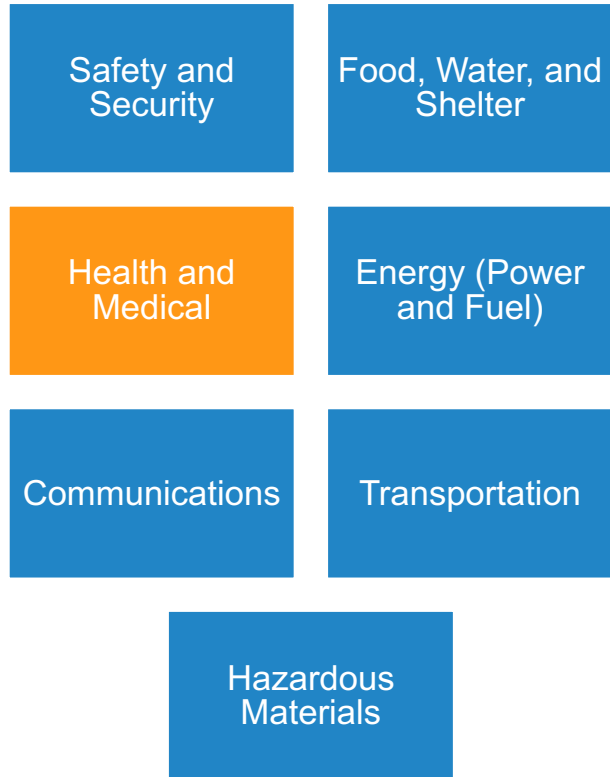 Safety and
Security
Food, Water, and
Shelter
Health and
Medical
Energy (Power
and Fuel)
Communications
Transportation
Hazardous
Materials